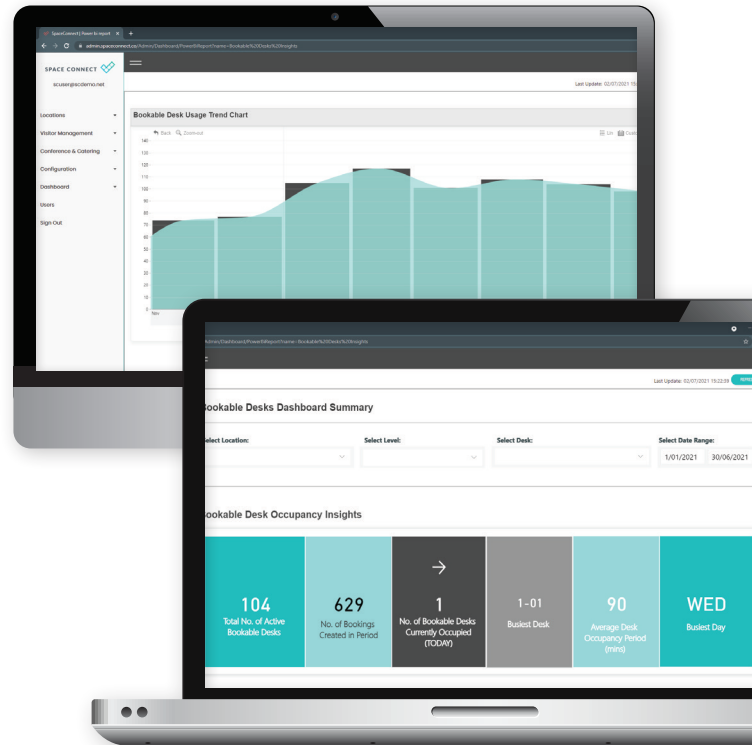 SpaceConnect | Power bi report
admin.spaceconnect.co/Admin/Dashboard/PowerBiReport?name=Bookable%20Desks%20Insights
SPACE CONNECT
scuser@scdemo.net
Last Update: 02/07/2021 15:
Locations
Visitor Management
Conference & Catering
Configuration
Dashboard
Users
Sign Out
Bookable Desk Usage Trend Chart
Back
140
130
120
110
100
90
80
70
60
50
40
30
20
10
0
Nov
Admin/Dashboard/PowerBiReport?name=Bookable%20Desks%20Insights
Last Update: 02/07/2021 15:22:39
ookable Desks Dashboard Summary
Select Location:
Select Level:
Select Desk:
Select Date Range:
1/01/2021
30/06/2021
ookable Desk Occupancy Insights
104
Total No. of Active
Bookable Desks
629
No. of Bookings
Created in Period
1
No. of Bookable Desks
Currently Occupied
(TODAY)
1-01
Busiest Desk
90
Average Desk
Occupancy Period
(mins)
WED
Busiest Day